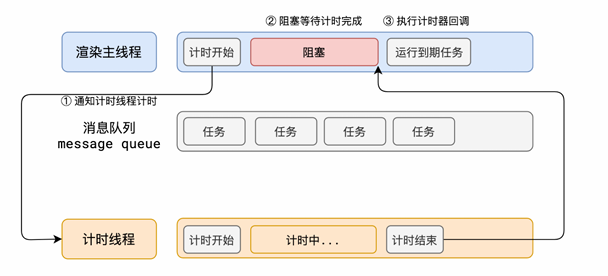 ② 阻塞等待计时完成
③ 执行计时器回调
渲染主线程
计时开始
阻塞
运行到期任务
① 通知计时线程计时
消息队列
message queue
任务
任务
任务
任务
计时线程
计时开始
计时中...
计时结束